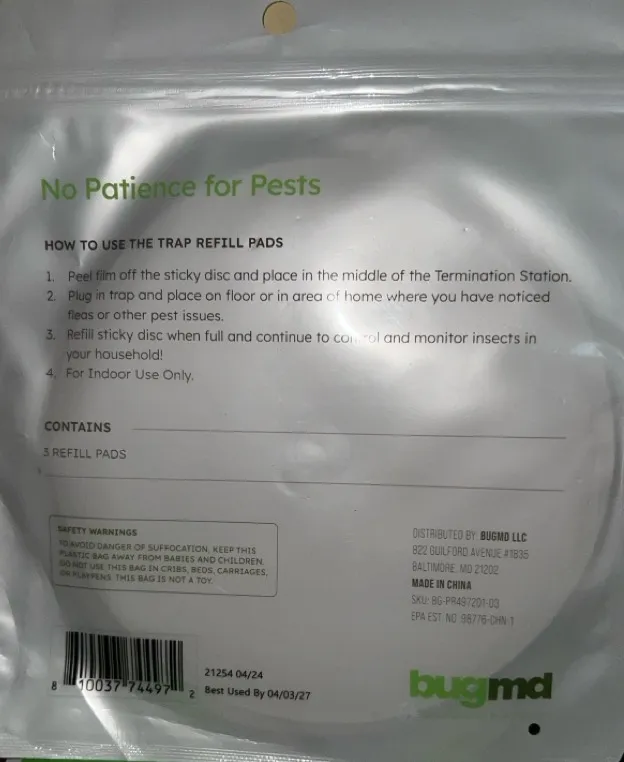 No Patience for Pests
HOW TO USE THE TRAP REFILL PADS
1. Peel film off the sticky disc and place in the middle of the Termination Station.
2. Plug in trap and place on floor or in area of home where you have noticed
fleas or other pest issues.
3. Refill sticky disc when full and continue to control and monitor insects in
your household!
4. For Indoor Use Only.
CONTAINS
3 REFILL PADS
SAFETY WARNINGS
TO AVOID DANGER OF SUFFOCATION, KEEP THIS
PLASTIC BAG AWAY FROM BABIES AND CHILDREN.
DO NOT USE THIS BAG IN CRIBS, BEDS, CARRIAGES,
OR PLAYPENS. THIS BAG IS NOT A TOY.
DISTRIBUTED BY: BUGMD LLC
822 GUILFORD AVENUE #1835
BALTIMORE, MD 21202
MADE IN CHINA
SKU: BG-PR497201-03
EPA EST. NO. 98776-CHN-1
8 10037 74497 2
21254 04/24
Best Used By 04/03/27
bugmd